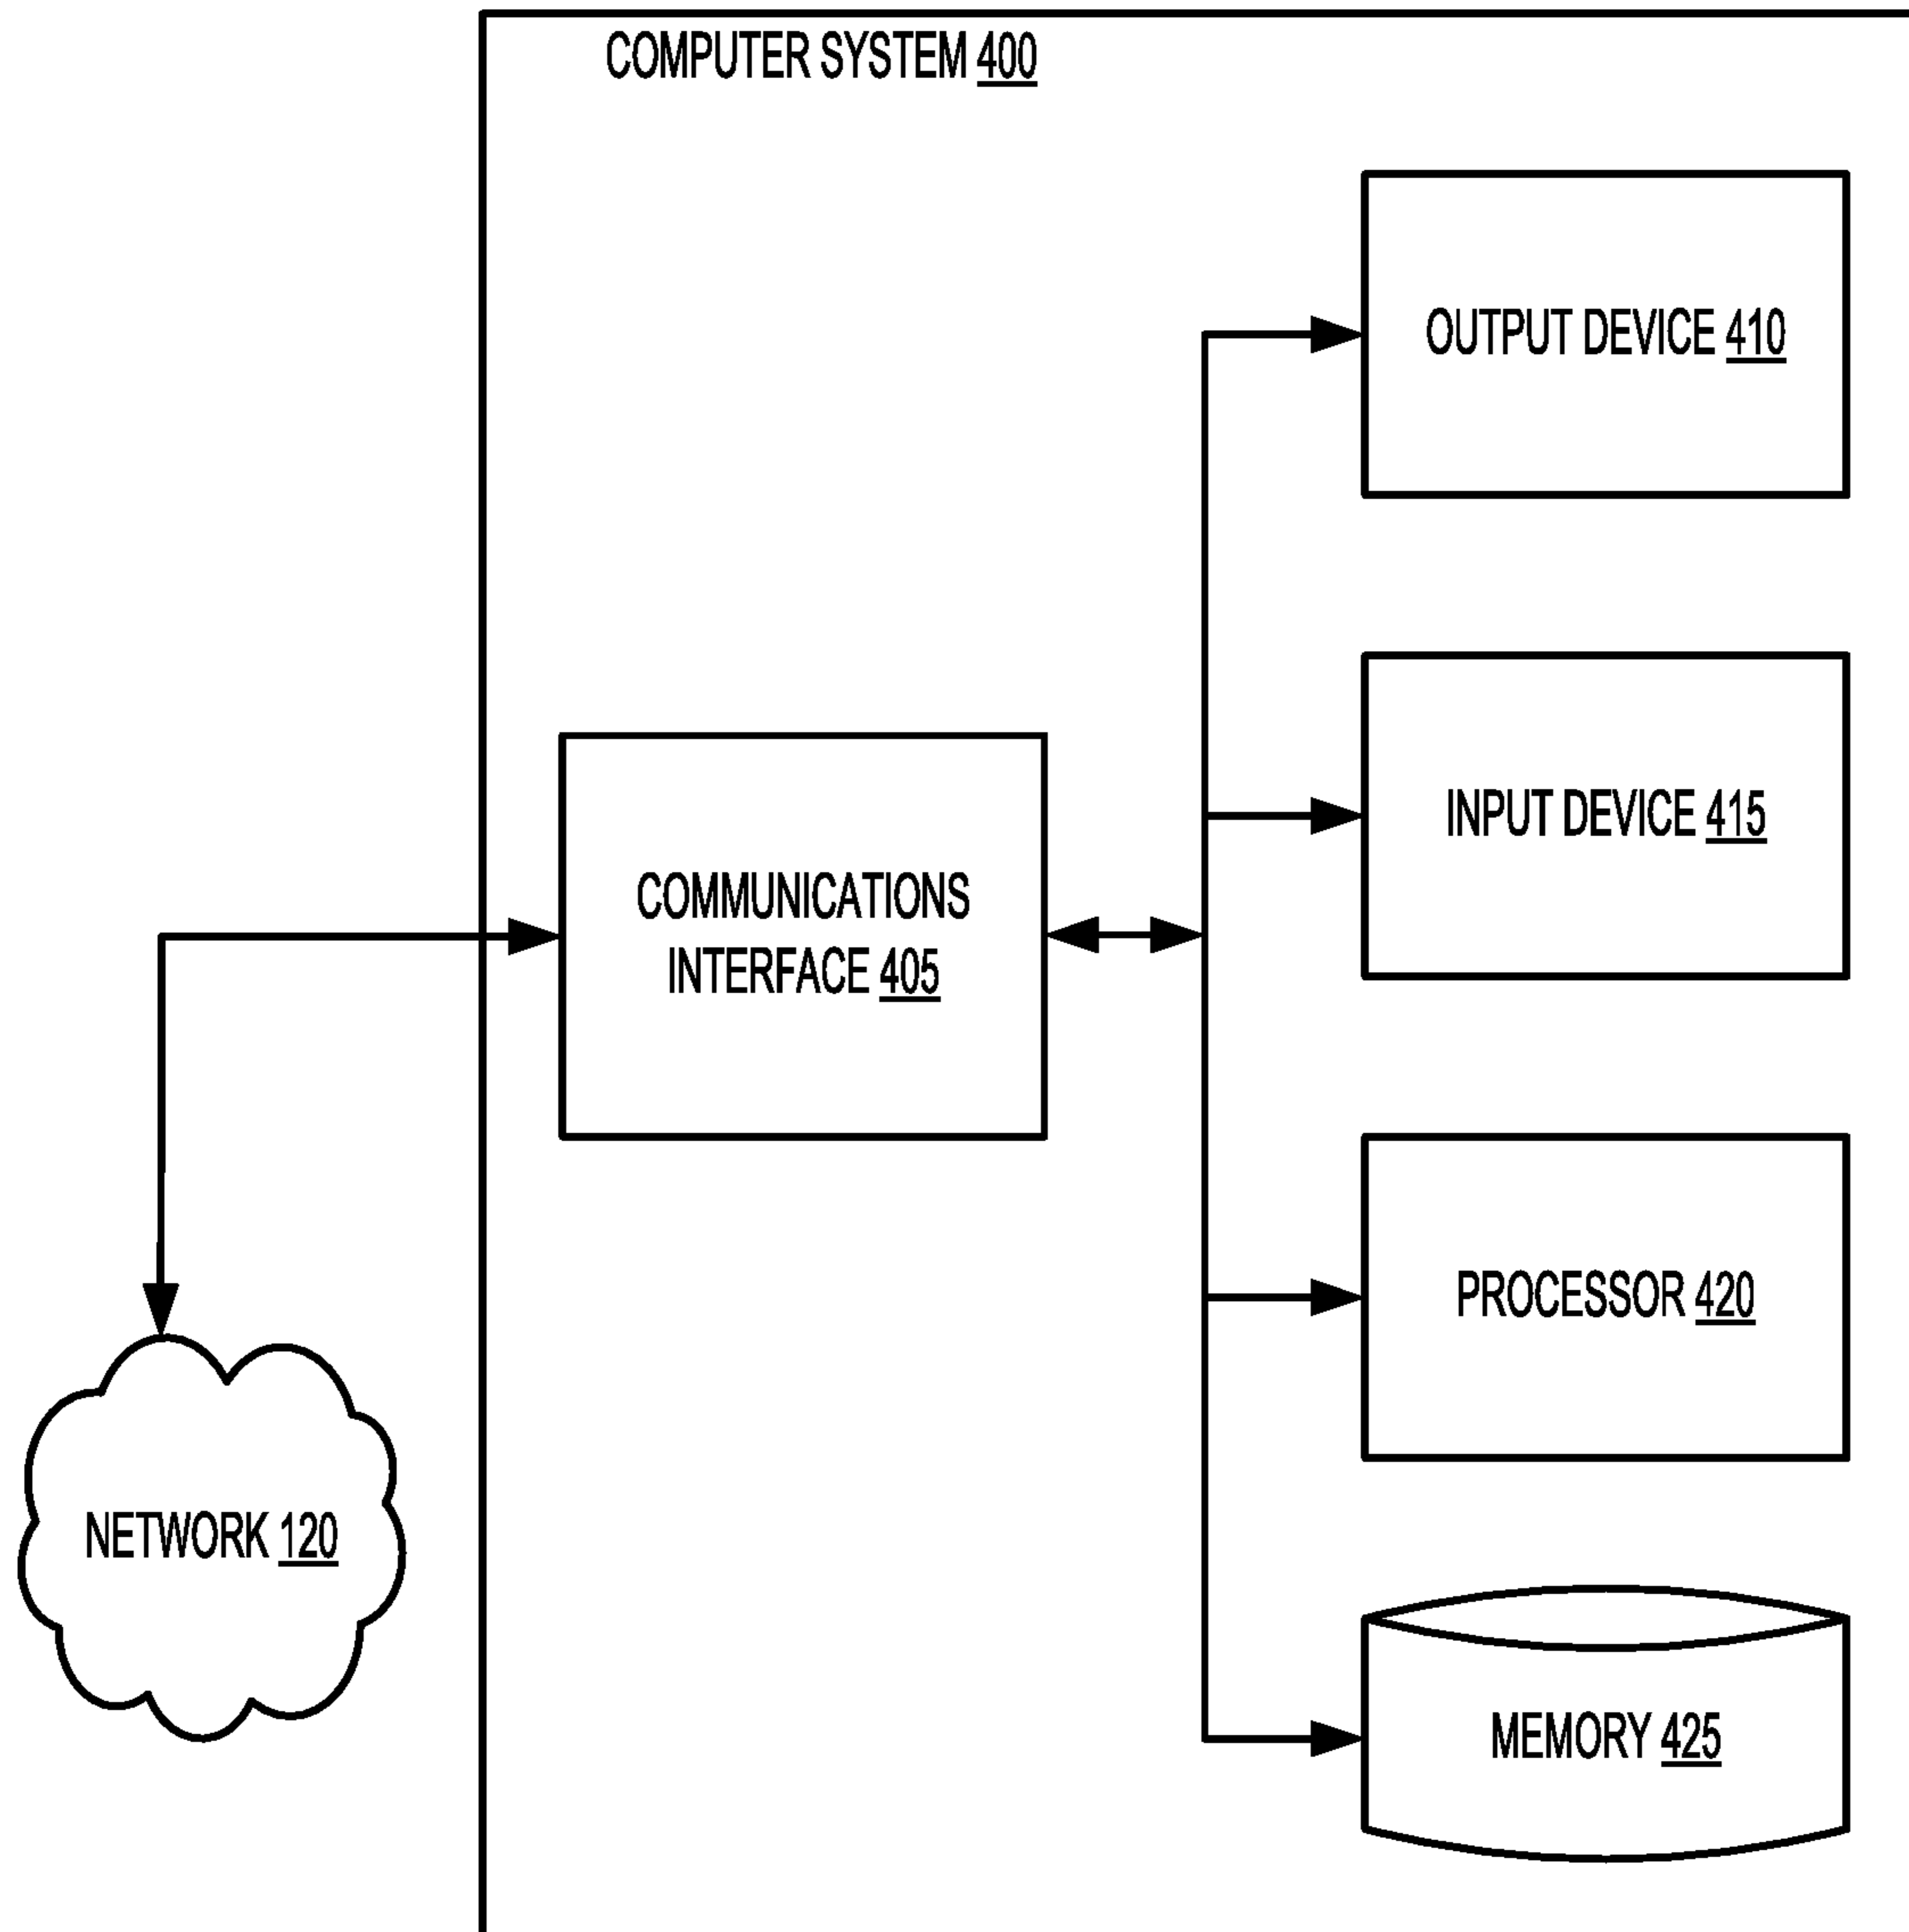 COMPUTER SYSTEM 400
OUTPUT DEVICE 410
INPUT DEVICE 415
COMMUNICATIONS
INTERFACE 405
PROCESSOR 420
NETWORK 120
MEMORY 425